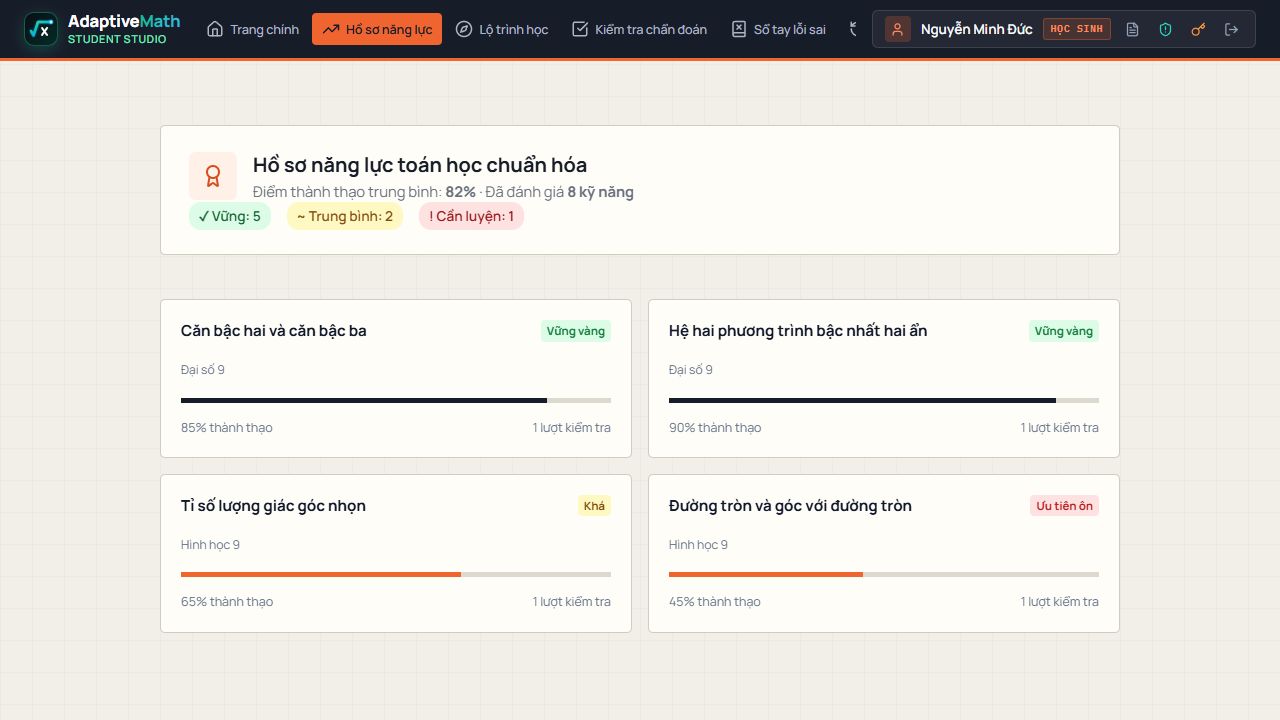 AdaptiveMath
STUDENT STUDIO
Trang chính
Hồ sơ năng lực
Lộ trình học
Kiểm tra chẩn đoán
Sổ tay lỗi sai
Nguyễn Minh Đức
HỌC SINH
Hồ sơ năng lực toán học chuẩn hóa
Điểm thành thạo trung bình: 82% · Đã đánh giá 8 kỹ năng
✓ Vững: 5
~ Trung bình: 2
! Cần luyện: 1
Căn bậc hai và căn bậc ba
Vững vàng
Đại số 9
85% thành thạo
1 lượt kiểm tra
Hệ hai phương trình bậc nhất hai ẩn
Vững vàng
Đại số 9
90% thành thạo
1 lượt kiểm tra
Tỉ số lượng giác góc nhọn
Khá
Hình học 9
65% thành thạo
1 lượt kiểm tra
Đường tròn và góc với đường tròn
Ưu tiên ôn
Hình học 9
45% thành thạo
1 lượt kiểm tra